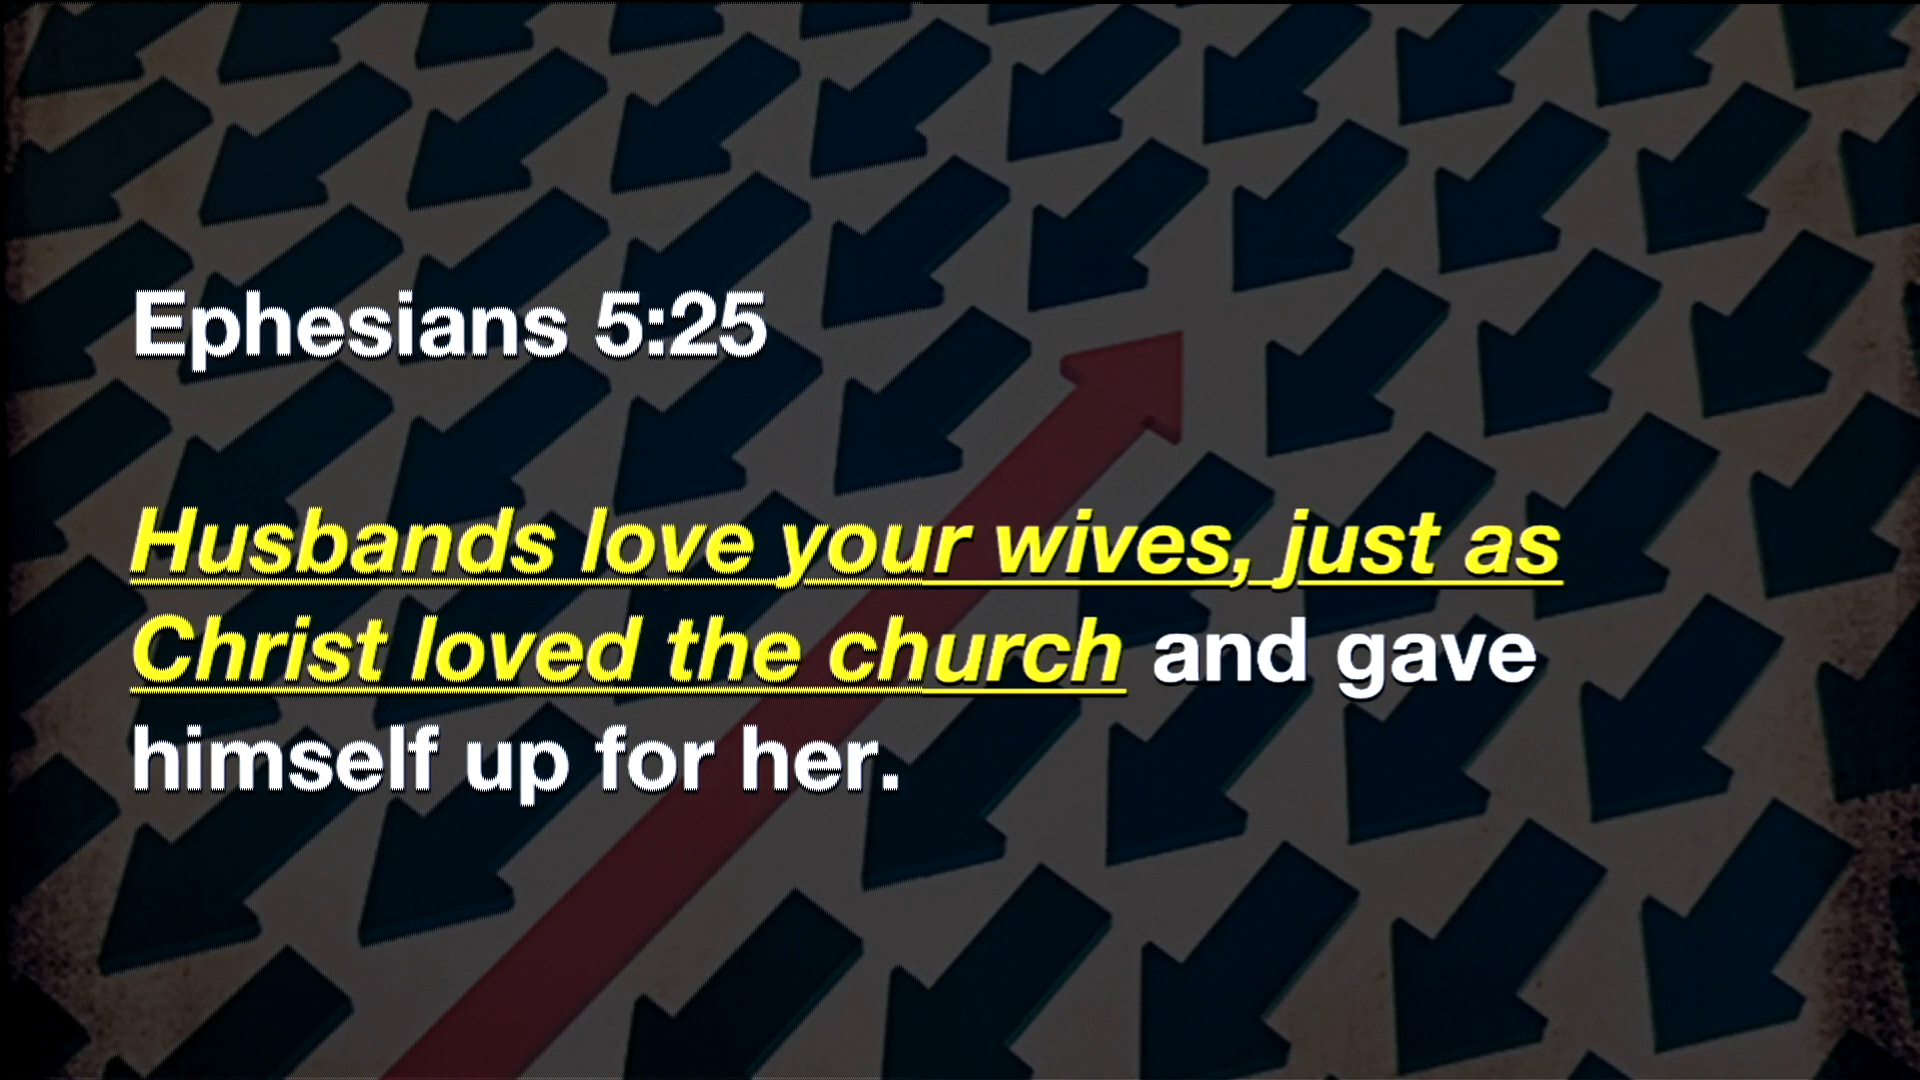 Ephesians 5:25
Husbands love your wives, just as
Christ loved the church and gave
himself up for her.